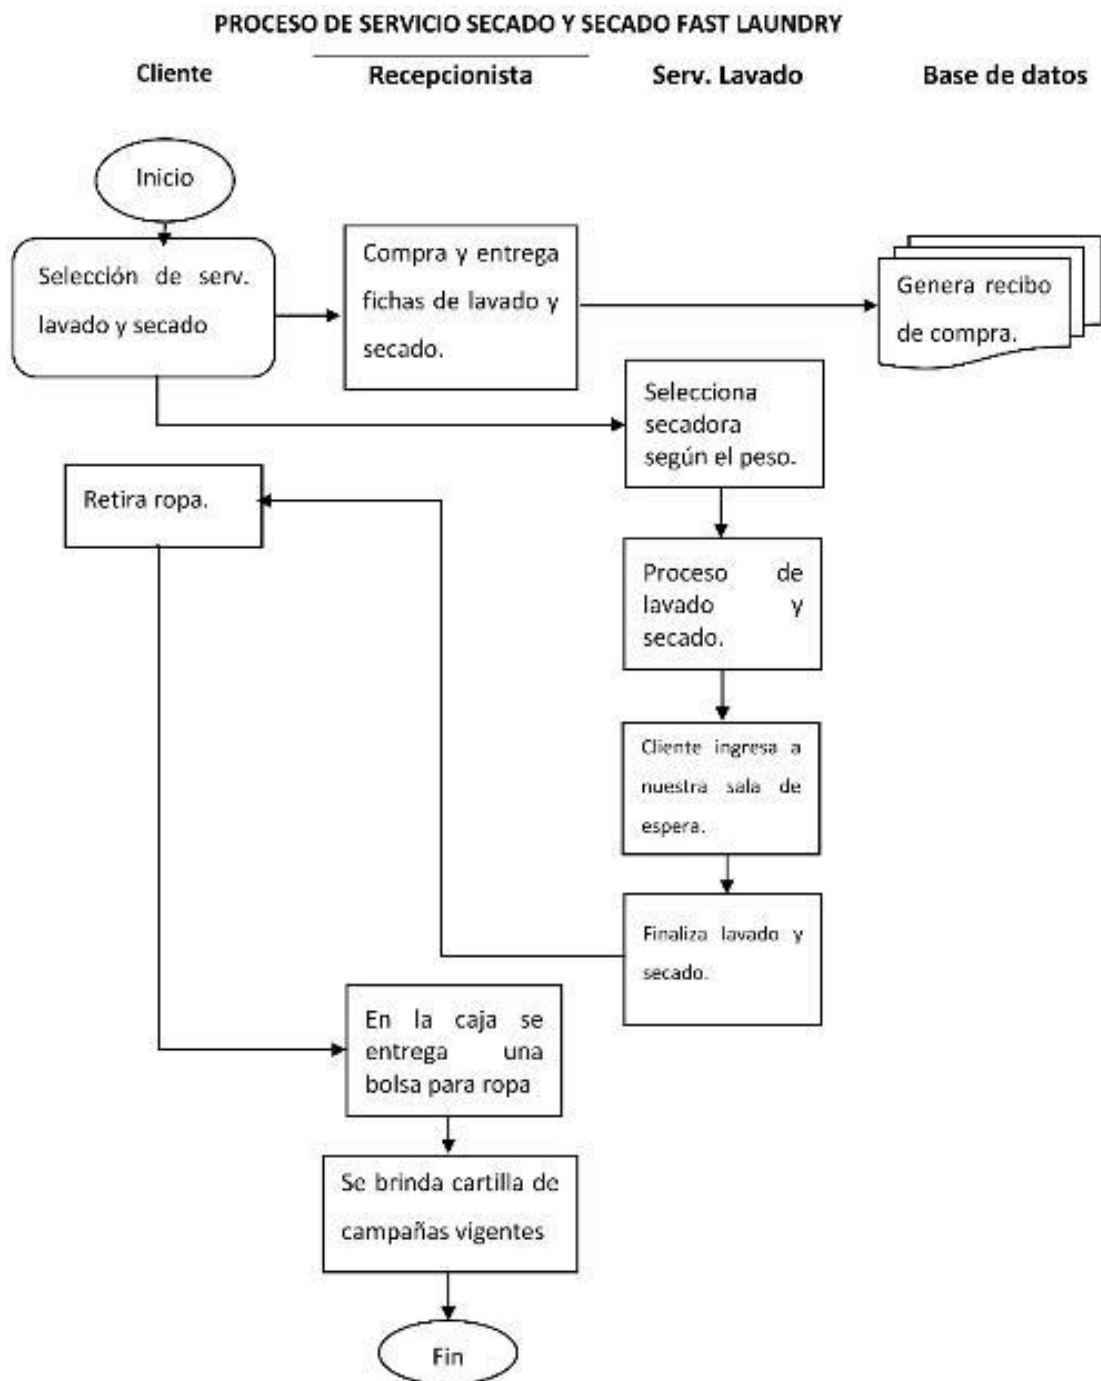 PROCESO DE SERVICIO SECADO Y SECADO FAST LAUNDRY
Cliente
Recepcionista
Serv. Lavado
Base de datos
Inicio
Selección de serv.
lavado y secado
Compra y entrega
fichas de lavado y
secado.
Genera recibo
de compra.
Selecciona
secadora
según el peso.
Retira ropa.
Proceso de
lavado y
secado.
Cliente ingresa a
nuestra sala de
espera.
Finaliza lavado y
secado.
En la caja se
entrega una
bolsa para ropa
Se brinda cartilla de
campañas vigentes
Fin